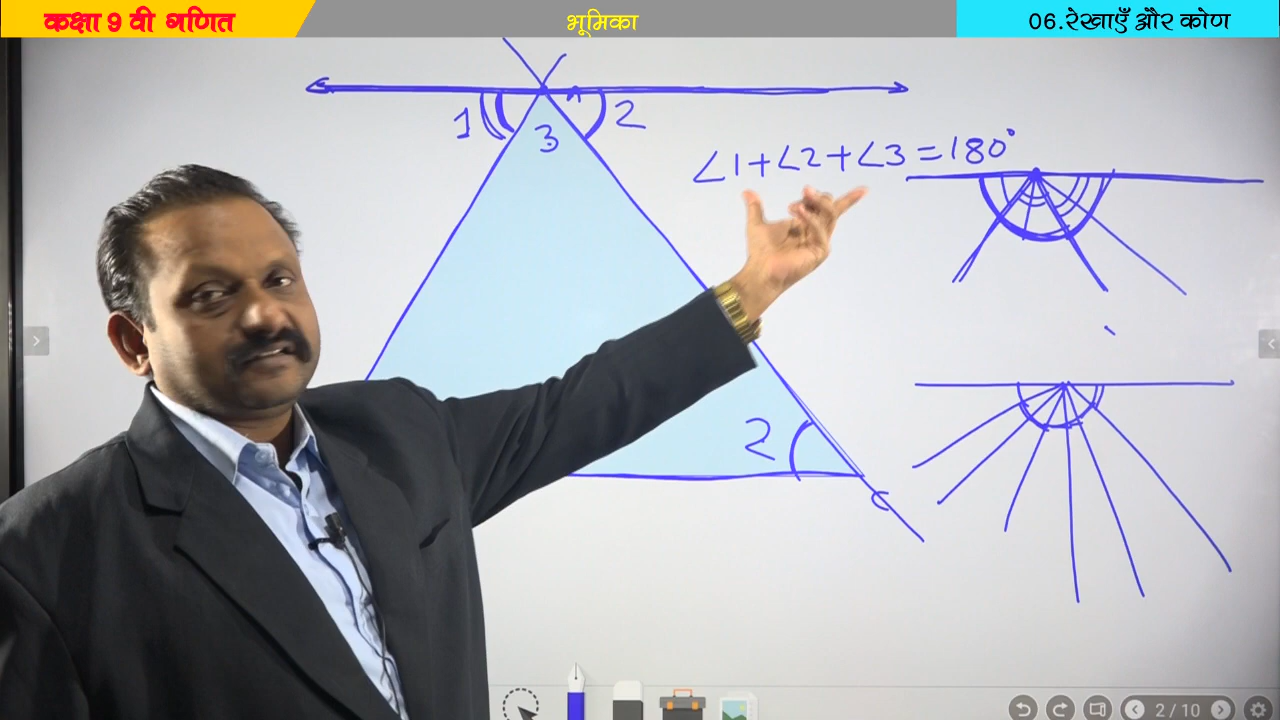 कक्षा 9 वी गणित
भूमिका
06.रेखाएँ और कोण
1 3 2
∠1+∠2+∠3=180°
2
C
2 / 10